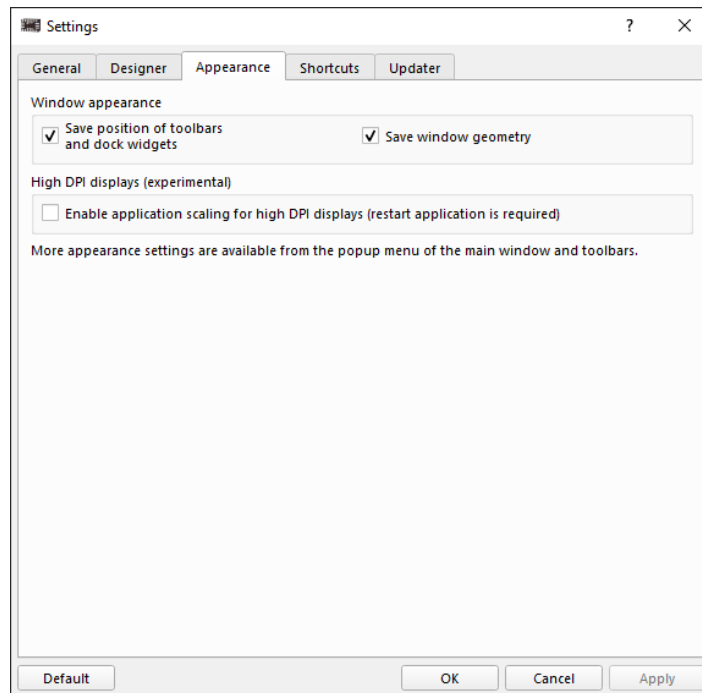 Settings
General Designer Appearance Shortcuts Updater
Window appearance
Save position of toolbars
and dock widgets
Save window geometry
High DPI displays (experimental)
Enable application scaling for high DPI displays (restart application is required)
More appearance settings are available from the popup menu of the main window and toolbars.
Default OK Cancel Apply